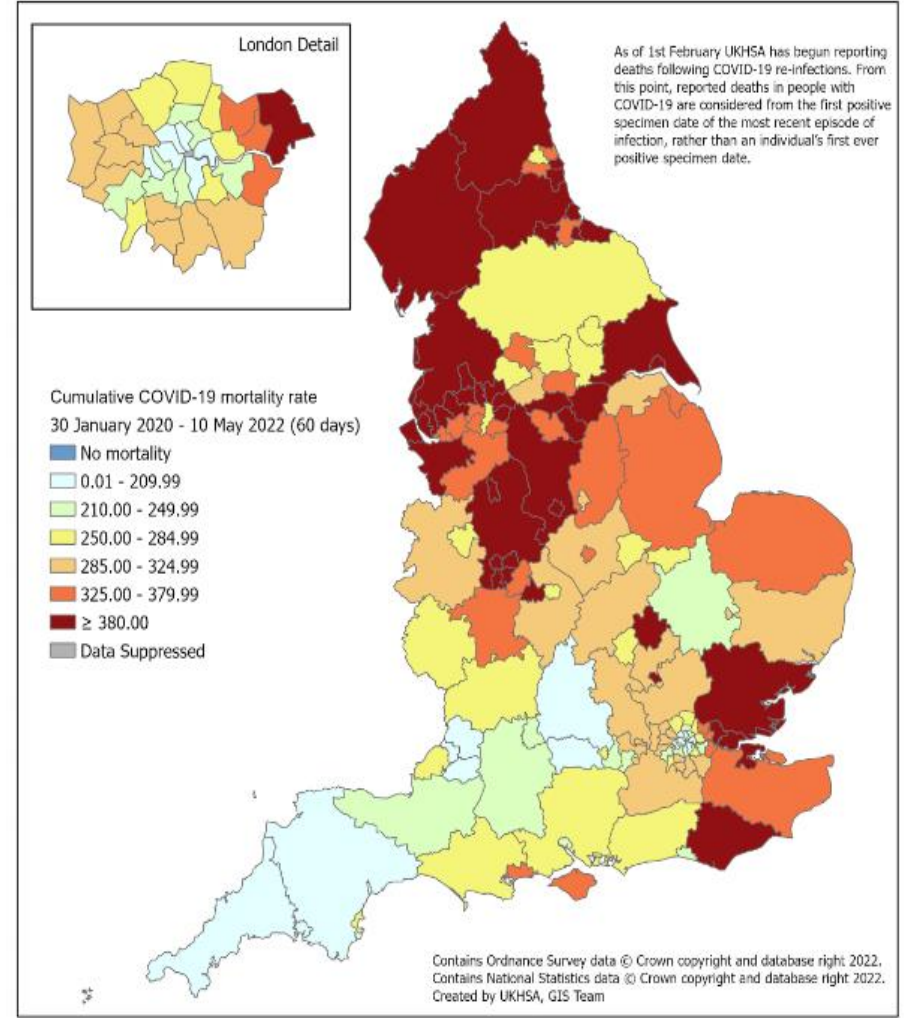 London Detail
As of 1st February UKHSA has begun reporting
deaths following COVID-19 re-infections. From
this point, reported deaths in people with
COVID-19 are considered from the first positive
specimen date of the most recent episode of
infection, rather than an individual's first ever
positive specimen date.
Cumulative COVID-19 mortality rate
30 January 2020 - 10 May 2022 (60 days)
No mortality
0.01 - 209.99
210.00 - 249.99
250.00 - 284.99
285.00 - 324.99
325.00 - 379.99
≥ 380.00
Data Suppressed
Contains Ordnance Survey data © Crown copyright and database right 2022.
Contains National Statistics data © Crown copyright and database right 2022.
Created by UKHSA, GIS Team